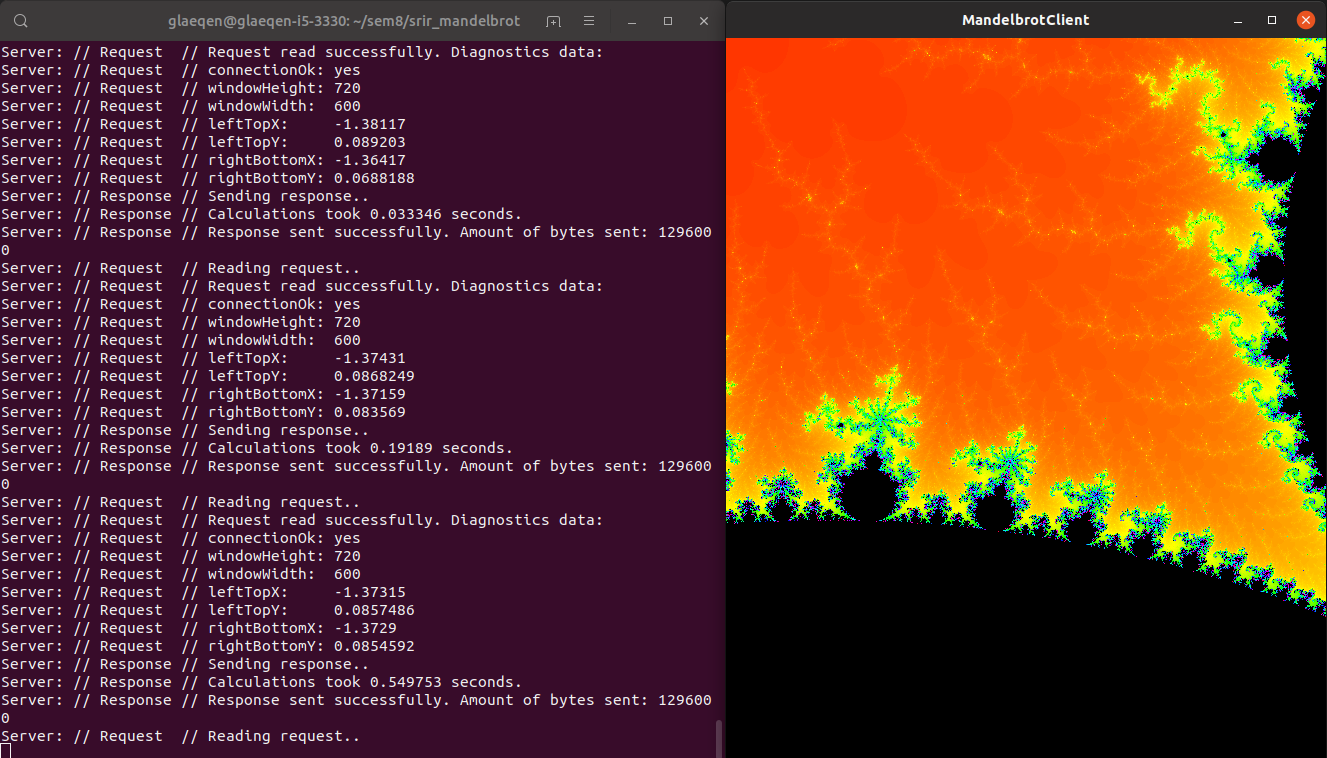 glaeqen@glaeqen-i5-3330: ~/sem8/srir_mandelbrot
MandelbrotClient
Server: // Request  // Request read successfully. Diagnostics data:
Server: // Request  // connectionOk: yes
Server: // Request  // windowHeight: 720
Server: // Request  // windowWidth:  600
Server: // Request  // leftTopX:     -1.38117
Server: // Request  // leftTopY:     0.089203
Server: // Request  // rightBottomX: -1.36417
Server: // Request  // rightBottomY: 0.0688188
Server: // Response // Sending response..
Server: // Response // Calculations took 0.033346 seconds.
Server: // Response // Response sent successfully. Amount of bytes sent: 129600
0
Server: // Request  // Reading request..
Server: // Request  // Request read successfully. Diagnostics data:
Server: // Request  // connectionOk: yes
Server: // Request  // windowHeight: 720
Server: // Request  // windowWidth:  600
Server: // Request  // leftTopX:     -1.37431
Server: // Request  // leftTopY:     0.0868249
Server: // Request  // rightBottomX: -1.37159
Server: // Request  // rightBottomY: 0.083569
Server: // Response // Sending response..
Server: // Response // Calculations took 0.19189 seconds.
Server: // Response // Response sent successfully. Amount of bytes sent: 129600
0
Server: // Request  // Reading request..
Server: // Request  // Request read successfully. Diagnostics data:
Server: // Request  // connectionOk: yes
Server: // Request  // windowHeight: 720
Server: // Request  // windowWidth:  600
Server: // Request  // leftTopX:     -1.37315
Server: // Request  // leftTopY:     0.0857486
Server: // Request  // rightBottomX: -1.3729
Server: // Request  // rightBottomY: 0.0854592
Server: // Response // Sending response..
Server: // Response // Calculations took 0.549753 seconds.
Server: // Response // Response sent successfully. Amount of bytes sent: 129600
0
Server: // Request  // Reading request..